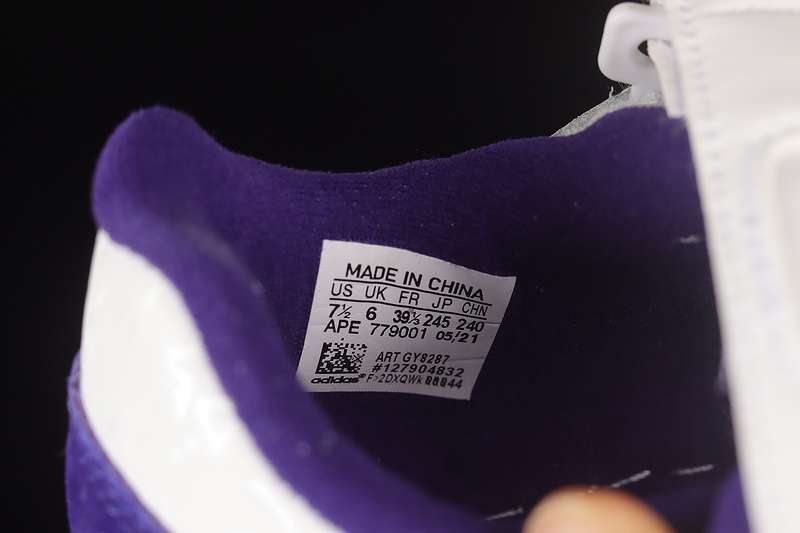 MADE IN CHINA
US UK FR JP CHN
7½ 6 39⅓ 245 240
APE 779001 05/21
ART GY8287
#127904832
adidas®